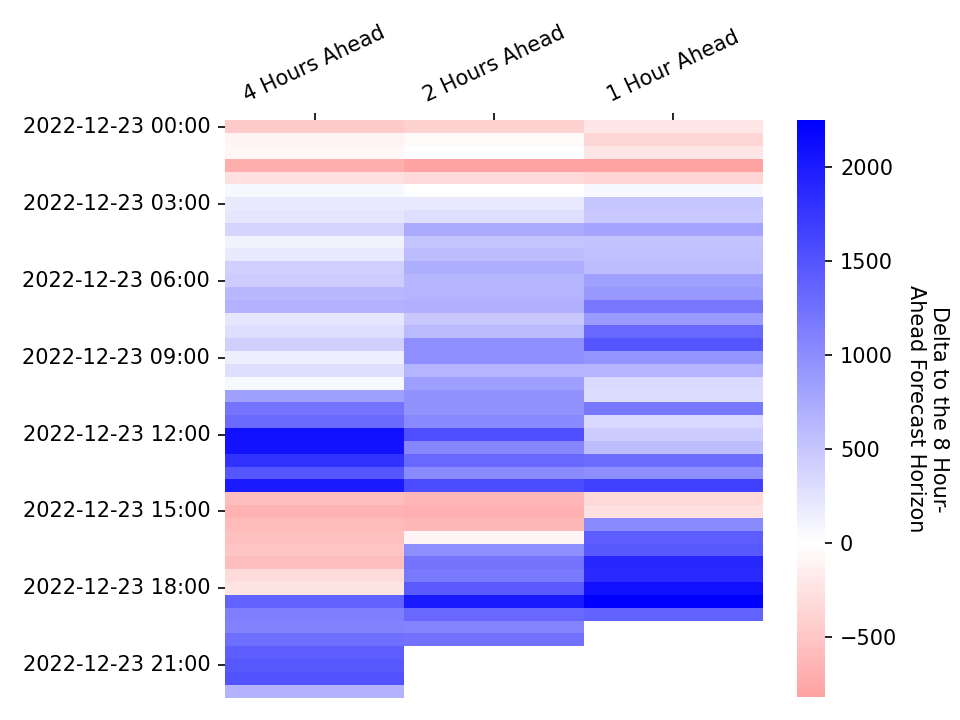 4 Hours Ahead
2 Hours Ahead
1 Hour Ahead
2022-12-23 00:00
2022-12-23 03:00
2022-12-23 06:00
2022-12-23 09:00
2022-12-23 12:00
2022-12-23 15:00
2022-12-23 18:00
2022-12-23 21:00
2000
1500
1000
500
0
−500
Delta to the 8 Hour-
Ahead Forecast Horizon